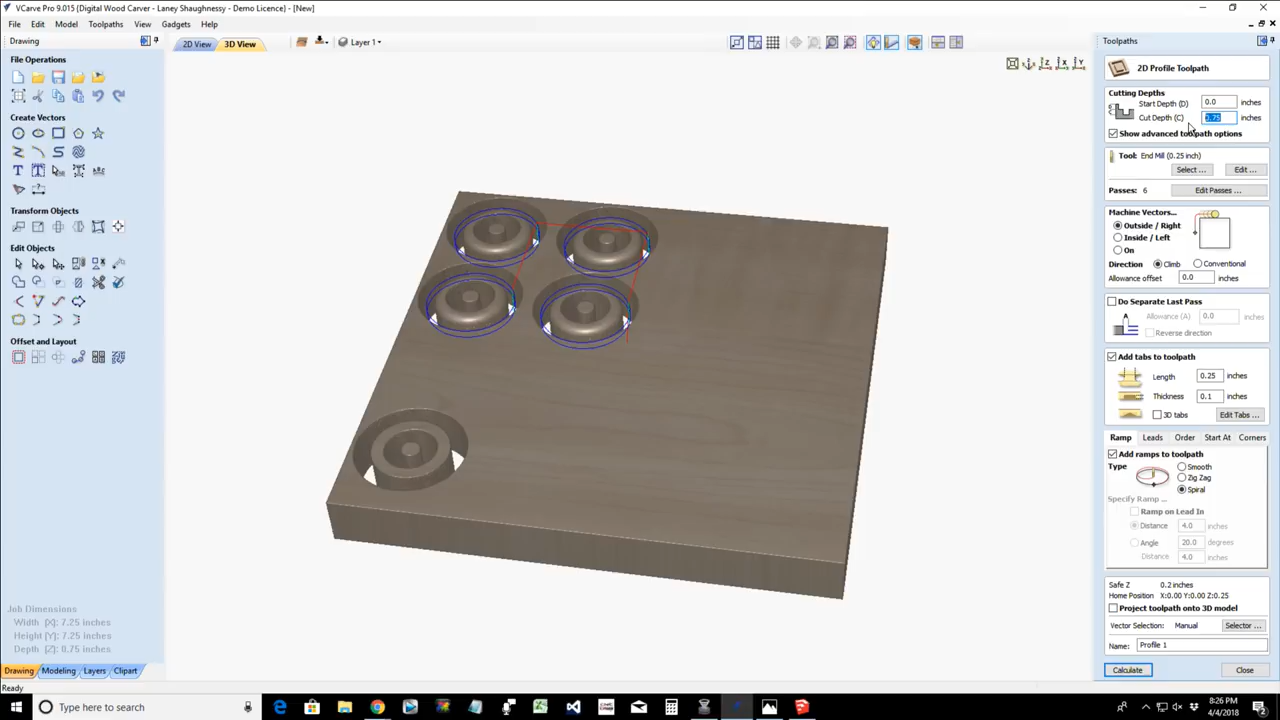 VCarve Pro 9.015 (Digital Wood Carver - Laney Shaughnessy - Demo Licence) - [New]
File Edit Model Toolpaths View Gadgets Help
Drawing
2D View 3D View Layer 1
Toolpaths
File Operations
Create Vectors
Transform Objects
Edit Objects
Offset and Layout
Job Dimensions
Width [X]: 7.25 inches
Height [Y]: 7.25 inches
Depth [Z]: 0.75 inches
Drawing Modeling Layers Clipart
Ready
2D Profile Toolpath
Cutting Depths
Start Depth (D) 0.0 inches
Cut Depth (C) 0.75 inches
Show advanced toolpath options
Tool: End Mill (0.25 inch)
Select ... Edit ...
Passes: 6 Edit Passes ...
Machine Vectors...
Outside / Right
Inside / Left
On
Direction Climb Conventional
Allowance offset 0.0 inches
Do Separate Last Pass
Allowance (A) 0.0 inches
Reverse direction
Add tabs to toolpath
Length 0.25 inches
Thickness 0.1 inches
3D tabs Edit Tabs ...
Ramp Leads Order Start At Corners
Add ramps to toolpath
Type Smooth
Zig Zag
Spiral
Specify Ramp ...
Ramp on Lead In
Distance 4.0 inches
Angle 20.0 degrees
Distance 4.0 inches
Safe Z 0.2 inches
Home Position X:0.00 Y:0.00 Z:0.25
Project toolpath onto 3D model
Vector Selection: Manual Selector ...
Name: Profile 1
Calculate Close
Type here to search
8:26 PM
4/4/2018